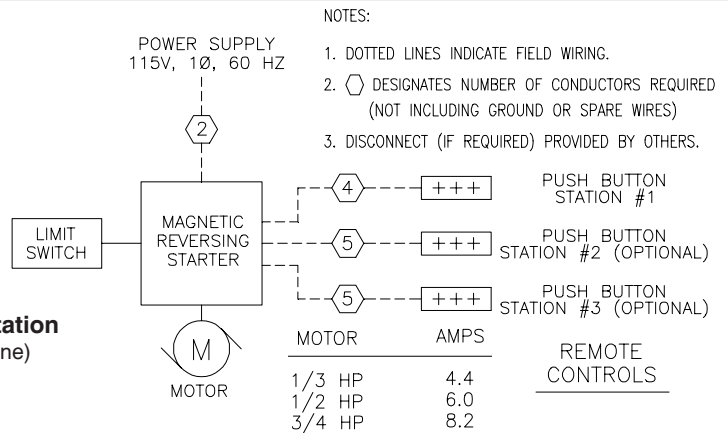 NOTES:
1. DOTTED LINES INDICATE FIELD WIRING.
2. ⬡ DESIGNATES NUMBER OF CONDUCTORS REQUIRED
(NOT INCLUDING GROUND OR SPARE WIRES)
3. DISCONNECT (IF REQUIRED) PROVIDED BY OTHERS.
POWER SUPPLY
115V, 1Ø, 60 HZ
2
LIMIT
SWITCH
MAGNETIC
REVERSING
STARTER
4
+++
PUSH BUTTON
STATION #1
5
+++
PUSH BUTTON
STATION #2 (OPTIONAL)
5
+++
PUSH BUTTON
STATION #3 (OPTIONAL)
tation
ne)
M
MOTOR
MOTOR AMPS
1/3 HP 4.4
1/2 HP 6.0
3/4 HP 8.2
REMOTE
CONTROLS